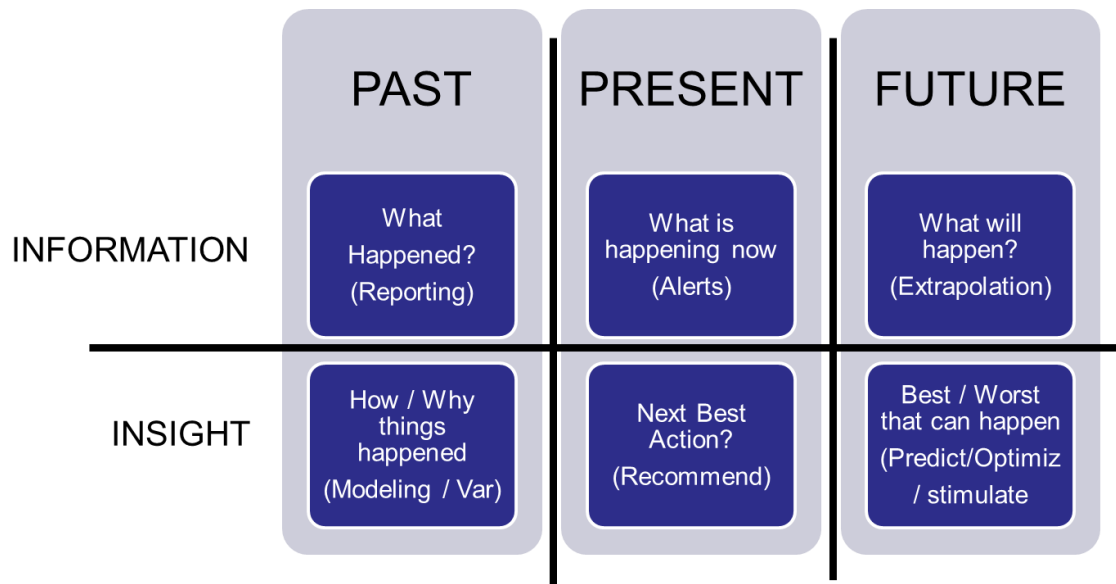 PAST
PRESENT
FUTURE
INFORMATION
What
Happened?
(Reporting)
What is
happening now
(Alerts)
What will
happen?
(Extrapolation)
INSIGHT
How / Why
things
happened
(Modeling / Var)
Next Best
Action?
(Recommend)
Best / Worst
that can happen
(Predict/Optimiz
/ stimulate